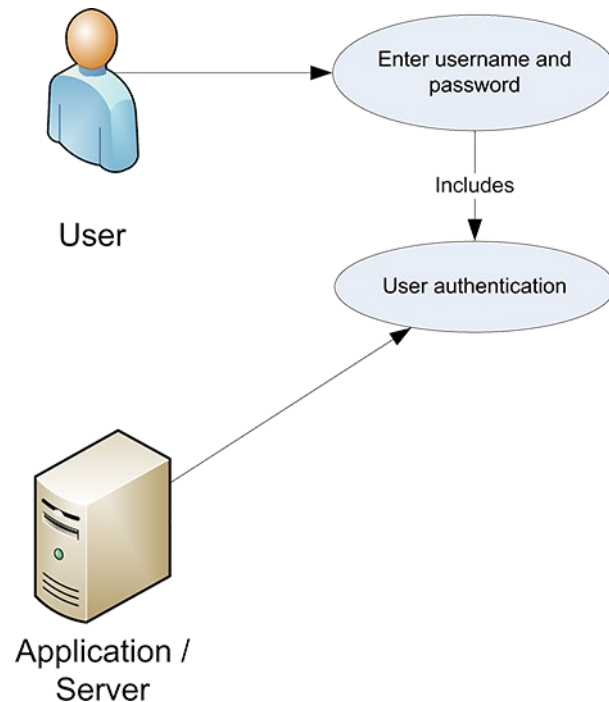 Enter username and
password
Includes
User
User authentication
Application /
Server